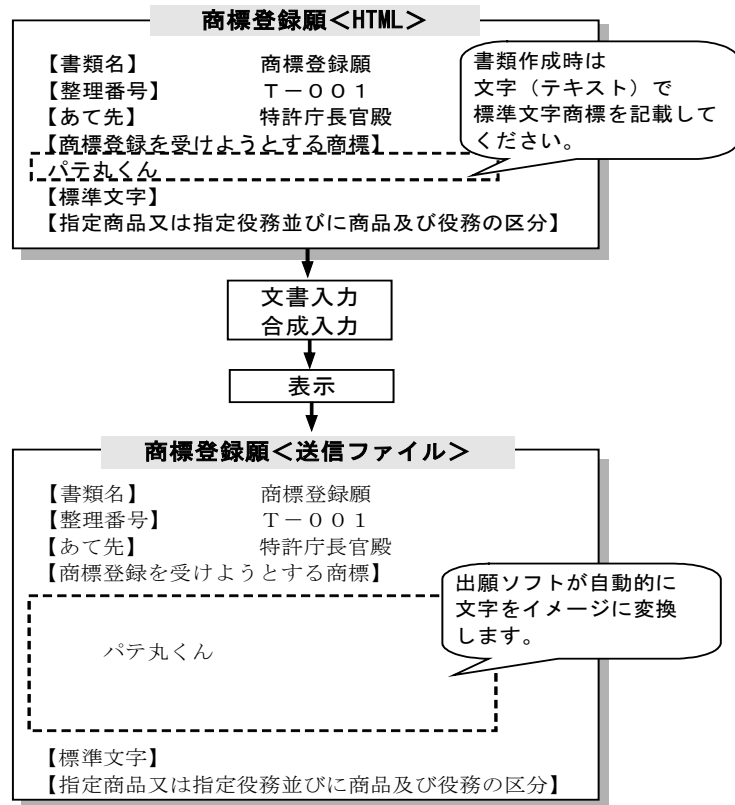 商標登録願＜HTML＞
【書類名】　商標登録願
【整理番号】　Ｔ－００１
【あて先】　特許庁長官殿
【商標登録を受けようとする商標】
パテ丸くん
【標準文字】
【指定商品又は指定役務並びに商品及び役務の区分】
書類作成時は
文字（テキスト）で
標準文字商標を記載して
ください。
文書入力
合成入力
表示
商標登録願＜送信ファイル＞
【書類名】　商標登録願
【整理番号】　Ｔ－００１
【あて先】　特許庁長官殿
【商標登録を受けようとする商標】
出願ソフトが自動的に
文字をイメージに変換
します。
パテ丸くん
【標準文字】
【指定商品又は指定役務並びに商品及び役務の区分】